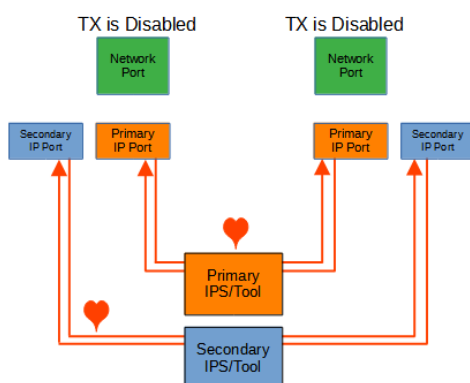 TX is Disabled
TX is Disabled
Network
Port
Network
Port
Secondary
IP Port
Primary
IP Port
Primary
IP Port
Secondary
IP Port
Primary
IPS/Tool
Secondary
IPS/Tool